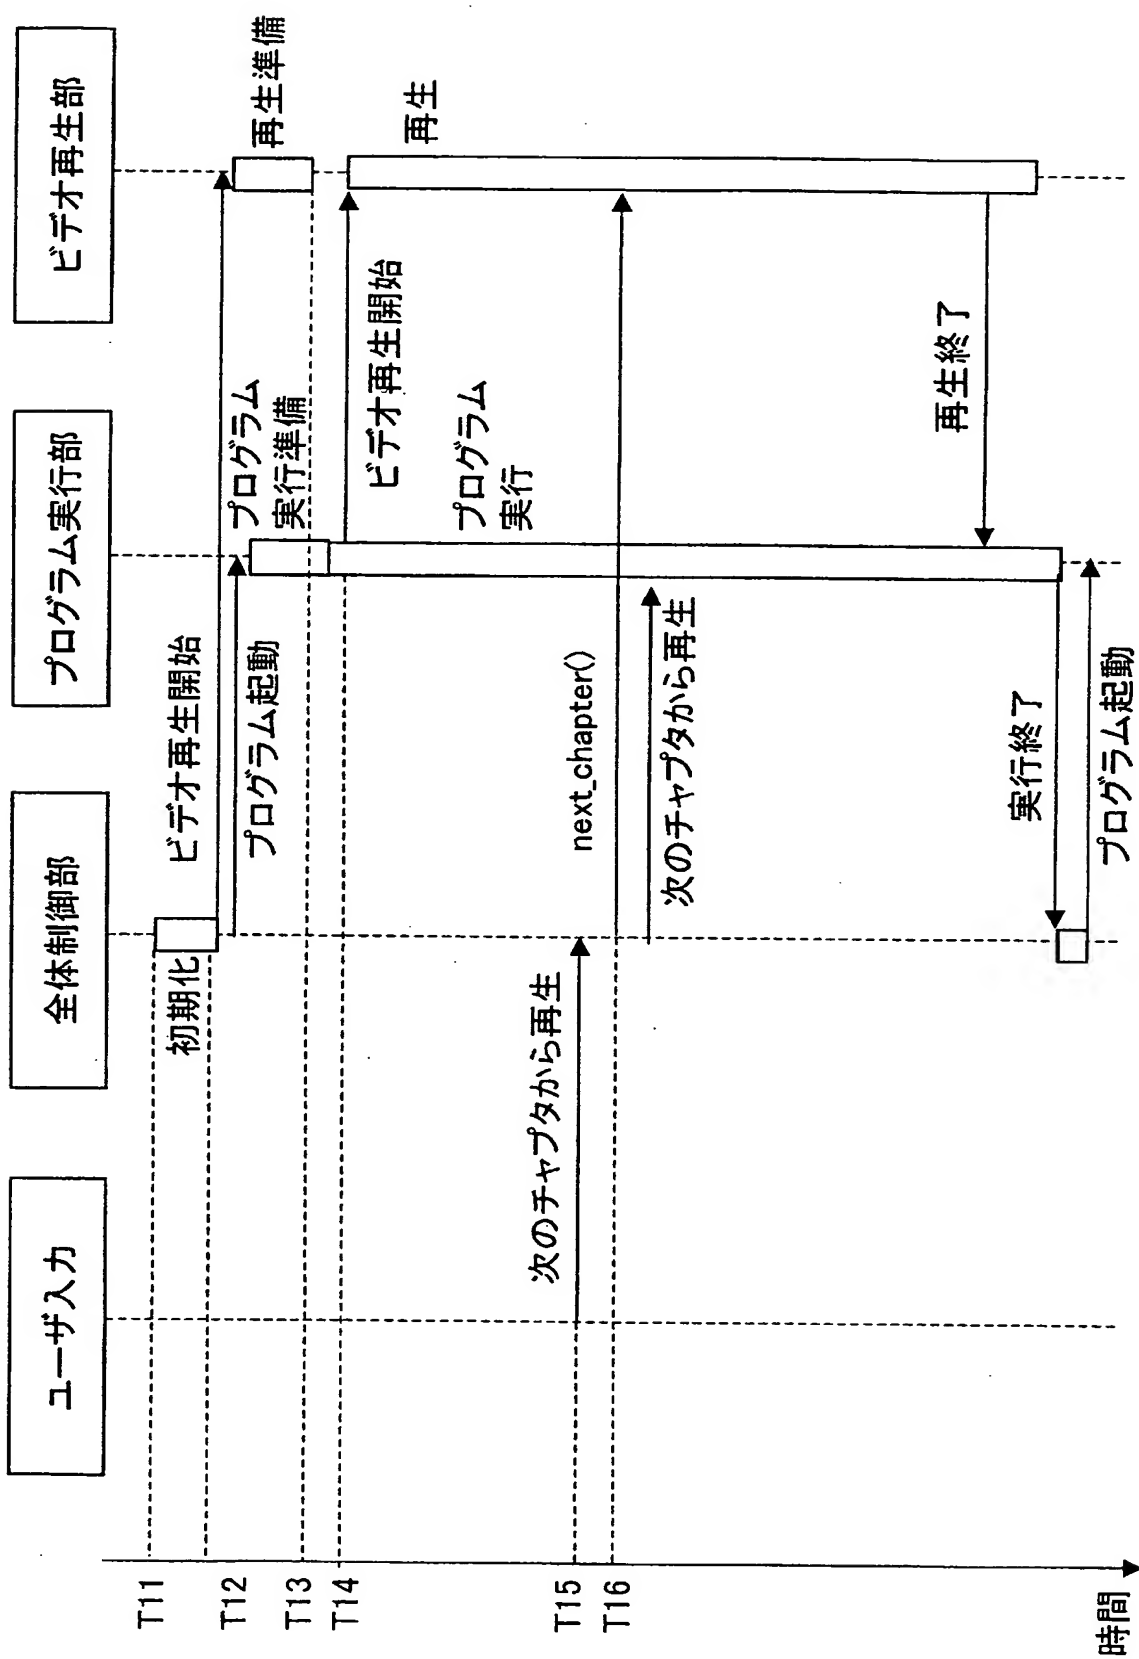 ユーザ入力
全体制御部
プログラム実行部
ビデオ再生部
T11
T12
T13
T14
T15
T16
時間
初期化
ビデオ再生開始
プログラム起動
プログラム
実行準備
再生準備
ビデオ再生開始
再生
プログラム
実行
次のチャプタから再生
next_chapter()
次のチャプタから再生
再生終了
実行終了
プログラム起動